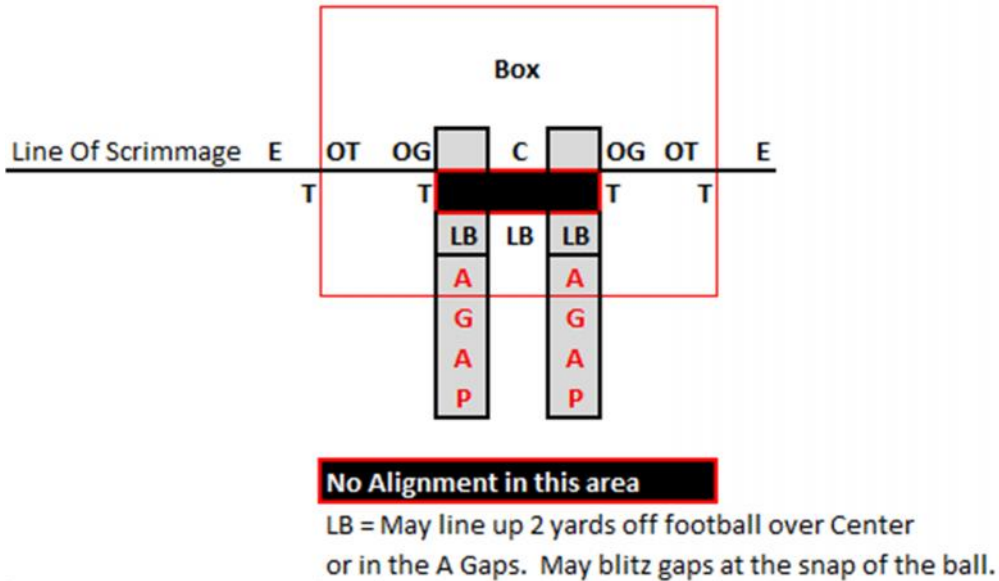 Box
Line Of Scrimmage E OT OG C OG OT E
T T T T
LB LB LB
A A
G G
A A
P P
No Alignment in this area
LB = May line up 2 yards off football over Center
or in the A Gaps. May blitz gaps at the snap of the ball.